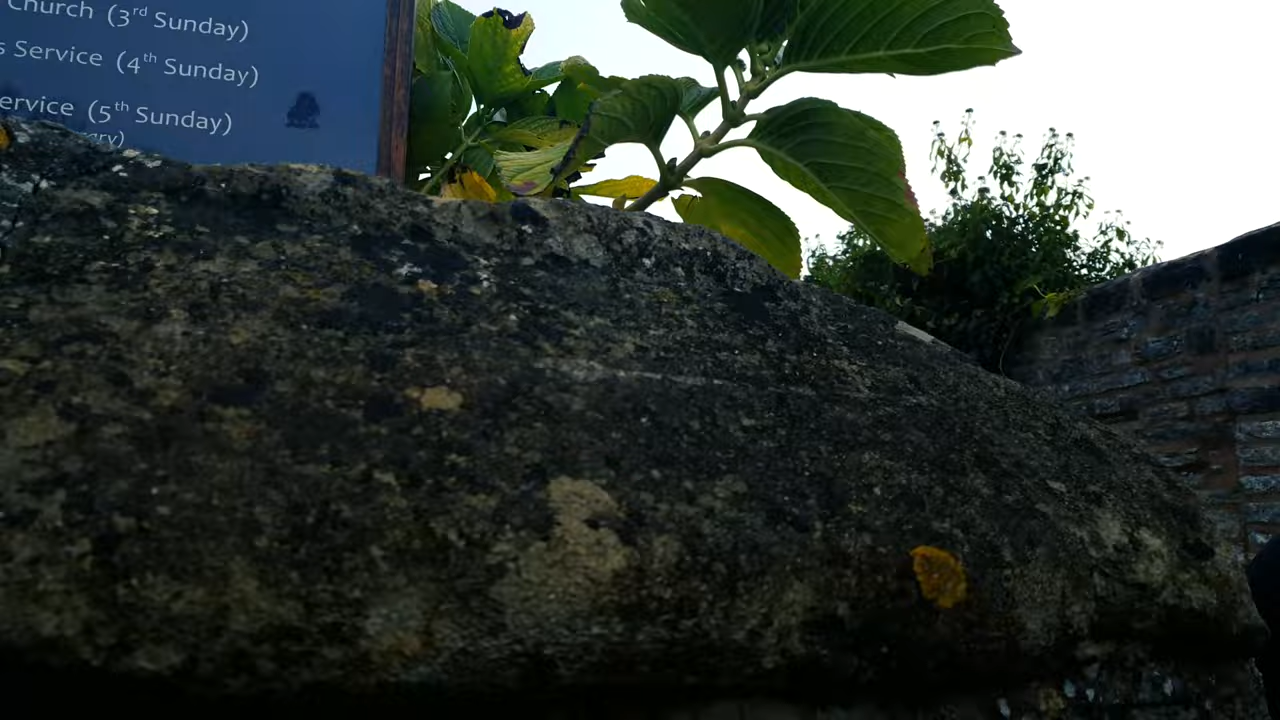 Church (3rd Sunday)
Service (4th Sunday)
ervice (5th Sunday)